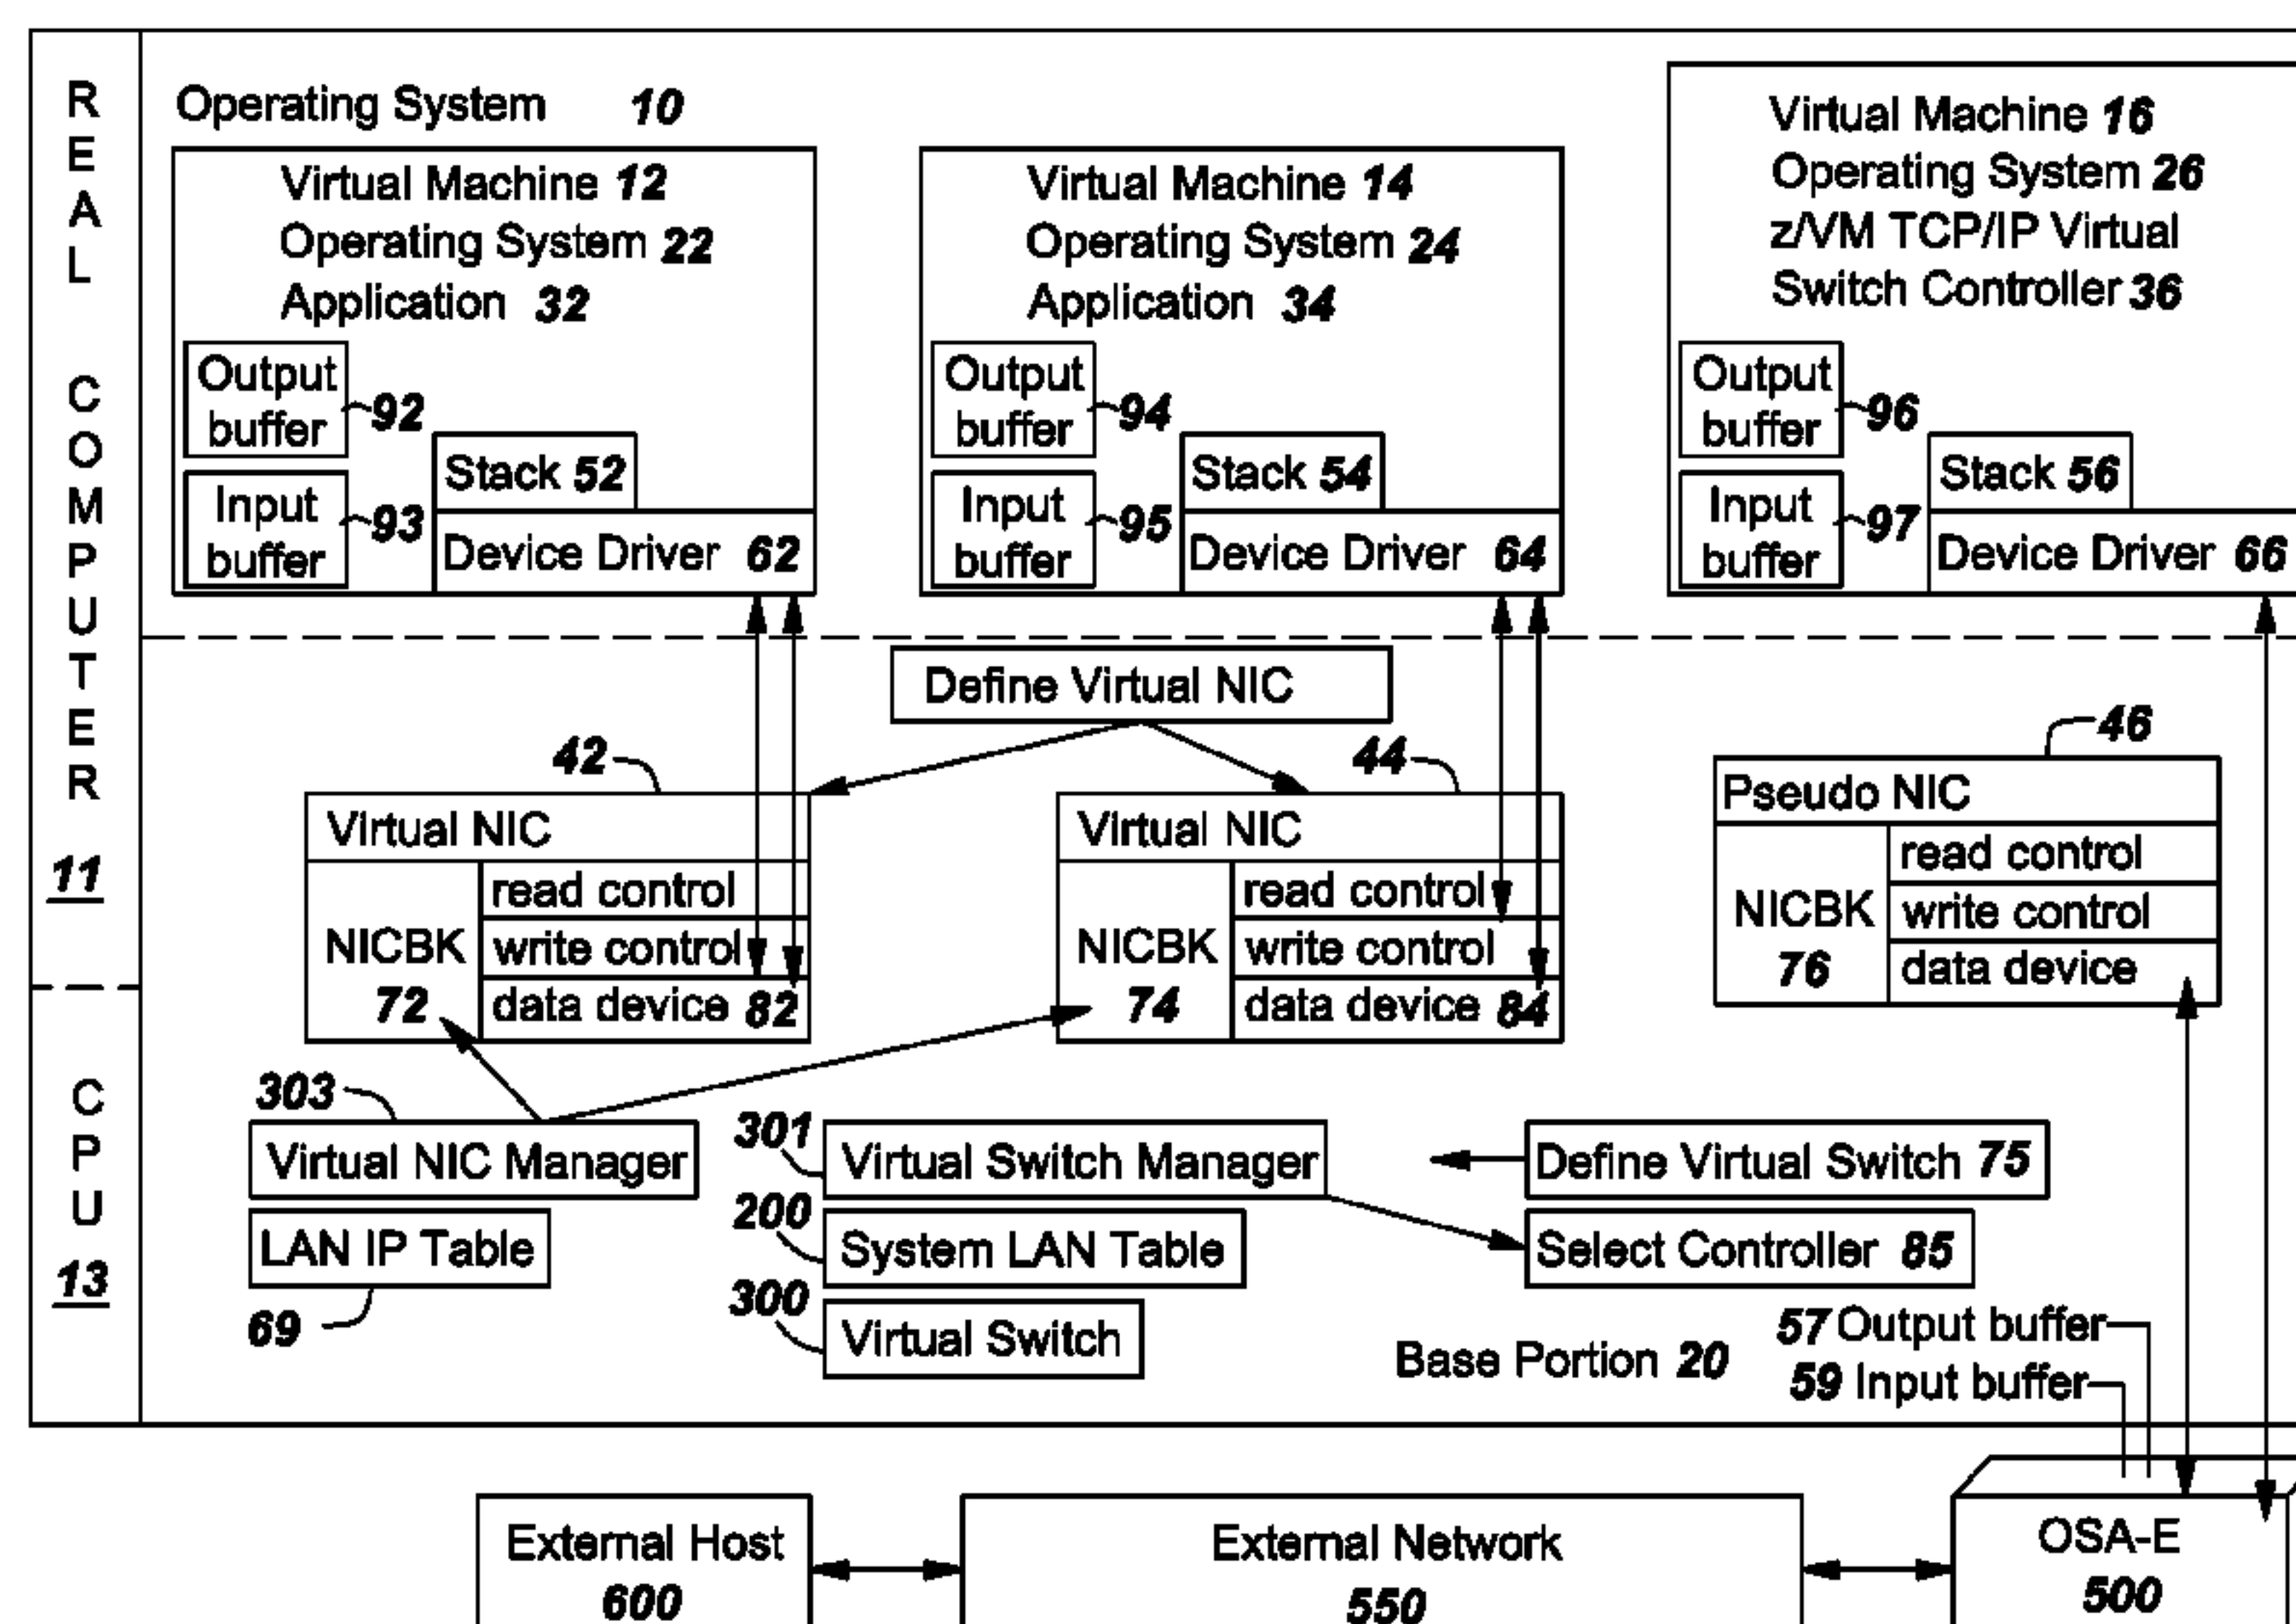 REAL COMPUTER
11
CPU
13
Operating System 10
Virtual Machine 12
Operating System 22
Application 32
Output
buffer
92
Input
buffer
93
Stack 52
Device Driver 62
Virtual Machine 14
Operating System 24
Application 34
Output
buffer
94
Input
buffer
95
Stack 54
Device Driver 64
Virtual Machine 16
Operating System 26
z/VM TCP/IP Virtual
Switch Controller 36
Output
buffer
96
Input
buffer
97
Stack 56
Device Driver 66
Define Virtual NIC
42
Virtual NIC
NICBK
72
read control
write control
data device 82
44
Virtual NIC
NICBK
74
read control
write control
data device 84
46
Pseudo NIC
NICBK
76
read control
write control
data device
303
Virtual NIC Manager
LAN IP Table
69
301
Virtual Switch Manager
200
System LAN Table
300
Virtual Switch
Define Virtual Switch 75
Select Controller 85
Base Portion 20
57 Output buffer
59 Input buffer
External Host
600
External Network
550
OSA-E
500